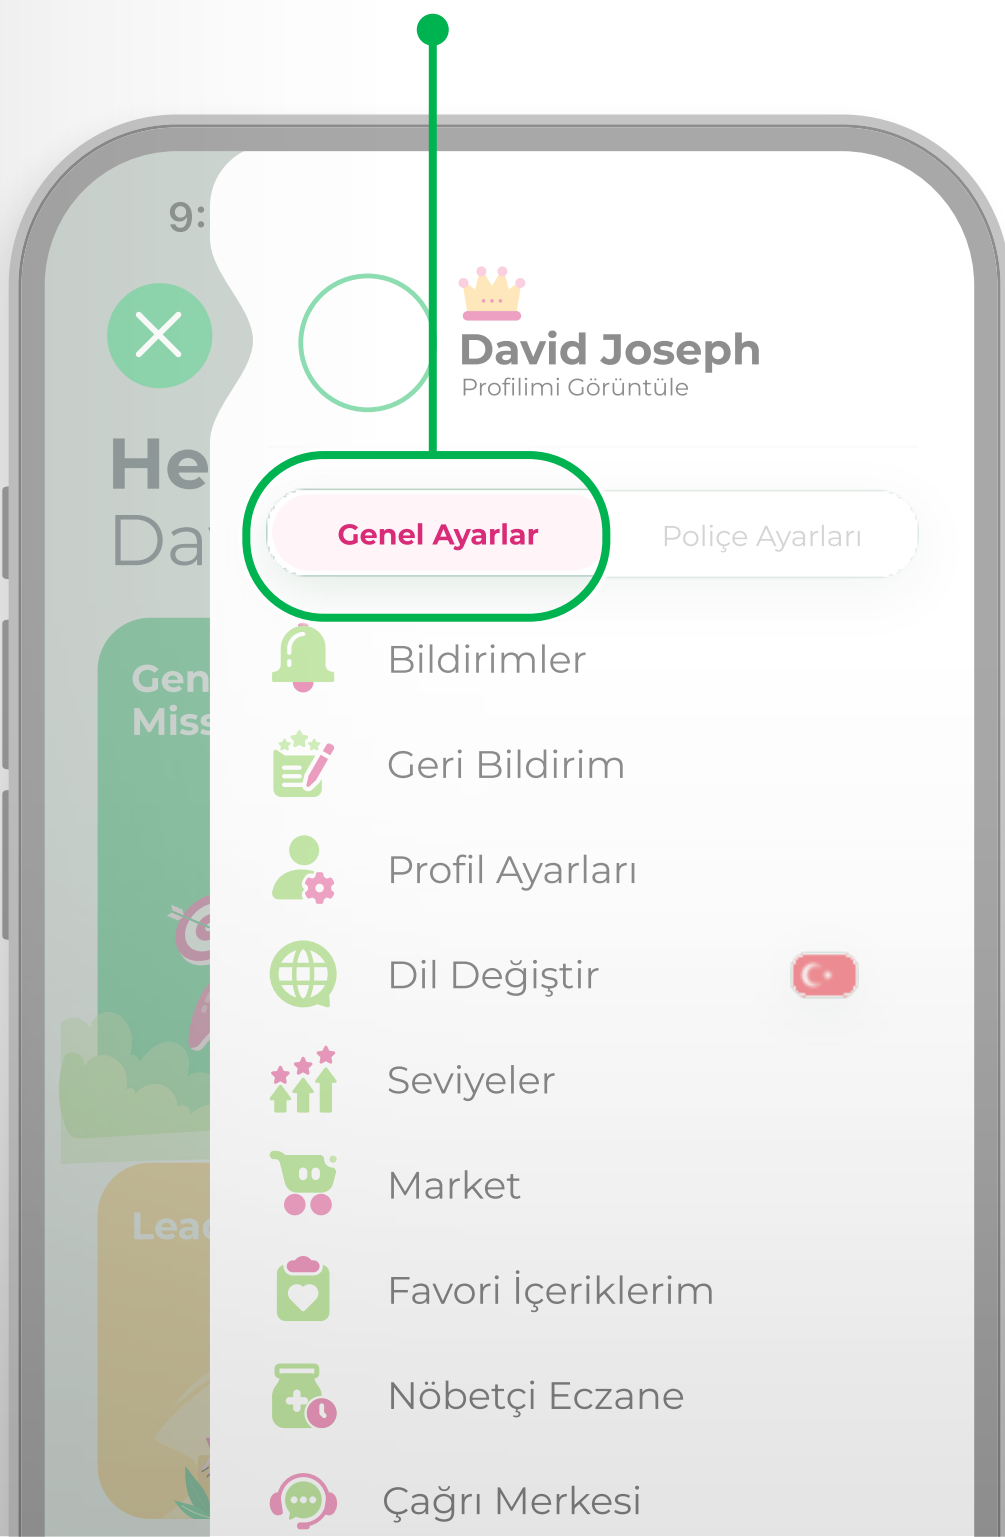 9:
David Joseph
Profilimi Görüntüle
He
Da
Genel Ayarlar
Poliçe Ayarları
Gen
Miss
Bildirimler
Geri Bildirim
Profil Ayarları
Dil Değiştir
Seviyeler
Market
Lead
Favori İçeriklerim
Nöbetçi Eczane
Çağrı Merkesi